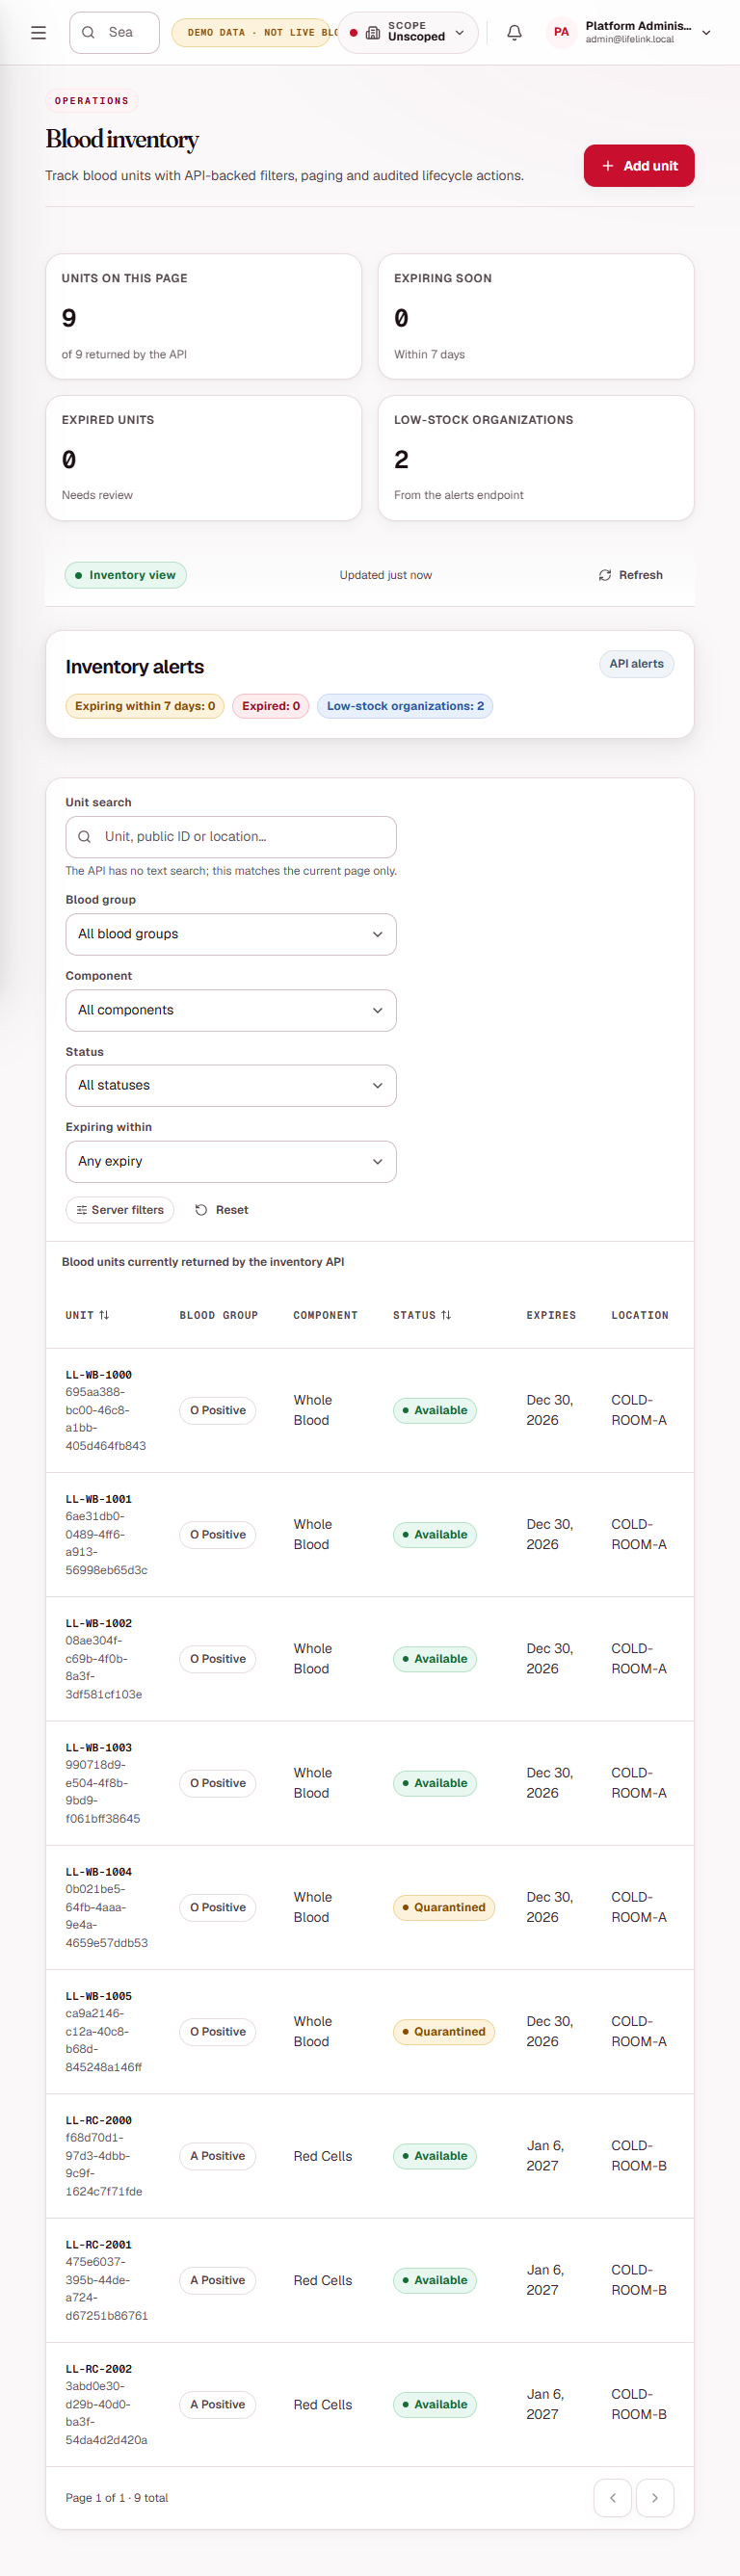 Sea
DEMO DATA · NOT LIVE BLO
SCOPE
Unscoped
PA
Platform Adminis...
admin@lifelink.local
OPERATIONS
Blood inventory
Track blood units with API-backed filters, paging and audited lifecycle actions.
Add unit
UNITS ON THIS PAGE
9
of 9 returned by the API
EXPIRING SOON
0
Within 7 days
EXPIRED UNITS
0
Needs review
LOW-STOCK ORGANIZATIONS
2
From the alerts endpoint
Inventory view
Updated just now
Refresh
Inventory alerts
API alerts
Expiring within 7 days: 0
Expired: 0
Low-stock organizations: 2
Unit search
Unit, public ID or location...
The API has no text search; this matches the current page only.
Blood group
All blood groups
Component
All components
Status
All statuses
Expiring within
Any expiry
Server filters
Reset
Blood units currently returned by the inventory API
UNIT BLOOD GROUP COMPONENT STATUS EXPIRES LOCATION
LL-WB-1000
695aa388-
bc00-46c8-
a1bb-
405d464fb843
O Positive
Whole
Blood
Available
Dec 30,
2026
COLD-
ROOM-A
LL-WB-1001
6ae31db0-
0489-4ff6-
a913-
56998eb65d3c
O Positive
Whole
Blood
Available
Dec 30,
2026
COLD-
ROOM-A
LL-WB-1002
08ae304f-
c69b-4f0b-
8a3f-
3df581cf103e
O Positive
Whole
Blood
Available
Dec 30,
2026
COLD-
ROOM-A
LL-WB-1003
990718d9-
e504-4f8b-
9bd9-
f061bff38645
O Positive
Whole
Blood
Available
Dec 30,
2026
COLD-
ROOM-A
LL-WB-1004
0b021be5-
64fb-4aaa-
9e4a-
4659e57ddb53
O Positive
Whole
Blood
Quarantined
Dec 30,
2026
COLD-
ROOM-A
LL-WB-1005
ca9a2146-
c12a-40c8-
b68d-
845248a146ff
O Positive
Whole
Blood
Quarantined
Dec 30,
2026
COLD-
ROOM-A
LL-RC-2000
f68d70d1-
97d3-4dbb-
9c9f-
1624c7f71fde
A Positive
Red Cells
Available
Jan 6,
2027
COLD-
ROOM-B
LL-RC-2001
475e6037-
395b-44de-
a724-
d67251b86761
A Positive
Red Cells
Available
Jan 6,
2027
COLD-
ROOM-B
LL-RC-2002
3abd0e30-
d29b-40d0-
ba3f-
54da4d2d420a
A Positive
Red Cells
Available
Jan 6,
2027
COLD-
ROOM-B
Page 1 of 1 · 9 total